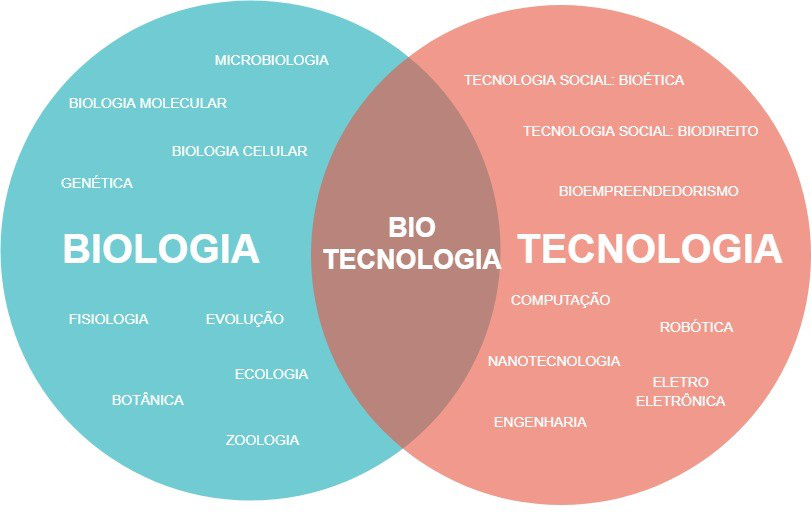 MICROBIOLOGIA
BIOLOGIA MOLECULAR
BIOLOGIA CELULAR
GENÉTICA
BIOLOGIA
FISIOLOGIA
EVOLUÇÃO
ECOLOGIA
BOTÂNICA
ZOOLOGIA
BIO
TECNOLOGIA
TECNOLOGIA SOCIAL: BIOÉTICA
TECNOLOGIA SOCIAL: BIODIREITO
BIOEMPREENDEDORISMO
TECNOLOGIA
COMPUTAÇÃO
ROBÓTICA
NANOTECNOLOGIA
ELETRO
ELETRÔNICA
ENGENHARIA